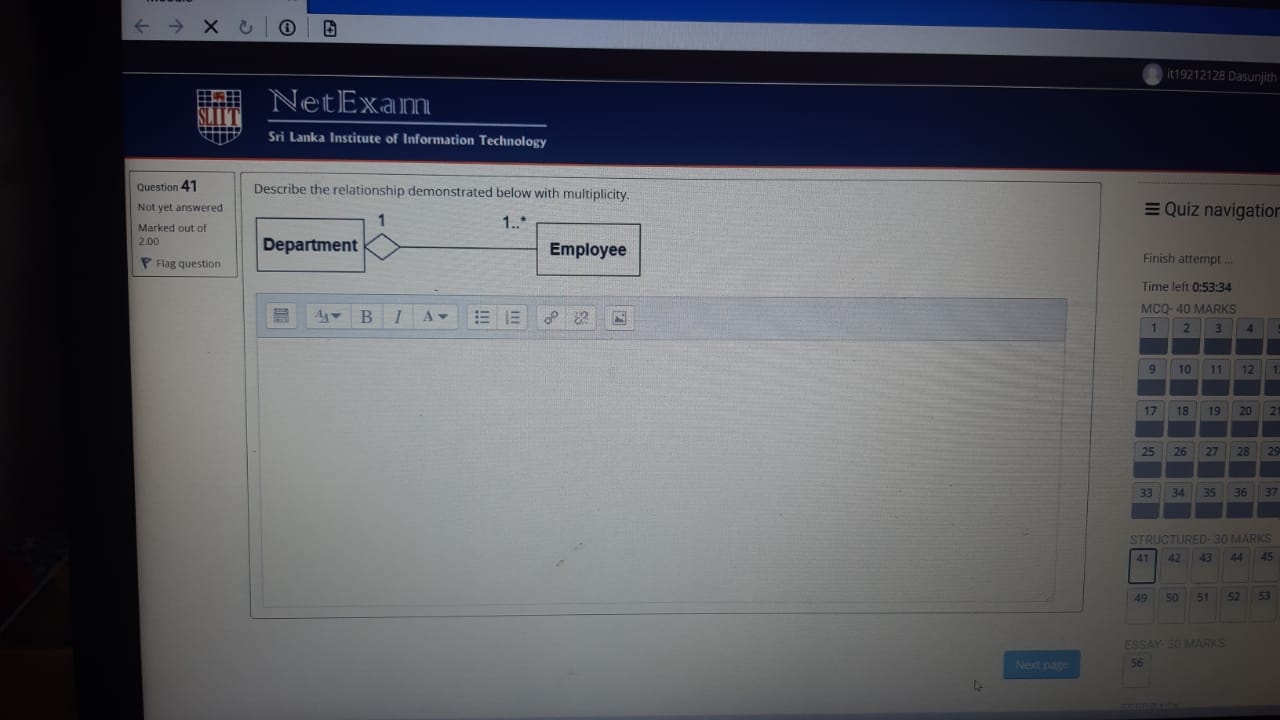 it19212128 Dasunjith
SLIIT
NetExam
Sri Lanka Institute of Information Technology
Question 41
Not yet answered
Marked out of
2.00
Flag question
Describe the relationship demonstrated below with multiplicity.
1
1..*
Department
Employee
B I A
Next page
Quiz navigation
Finish attempt ...
Time left 0:53:34
MCQ- 40 MARKS
1 2 3 4
9 10 11 12
17 18 19 20 21
25 26 27 28 29
33 34 35 36 37
STRUCTURED- 30 MARKS
41 42 43 44 45
49 50 51 52 53
ESSAY- 30 MARKS
56